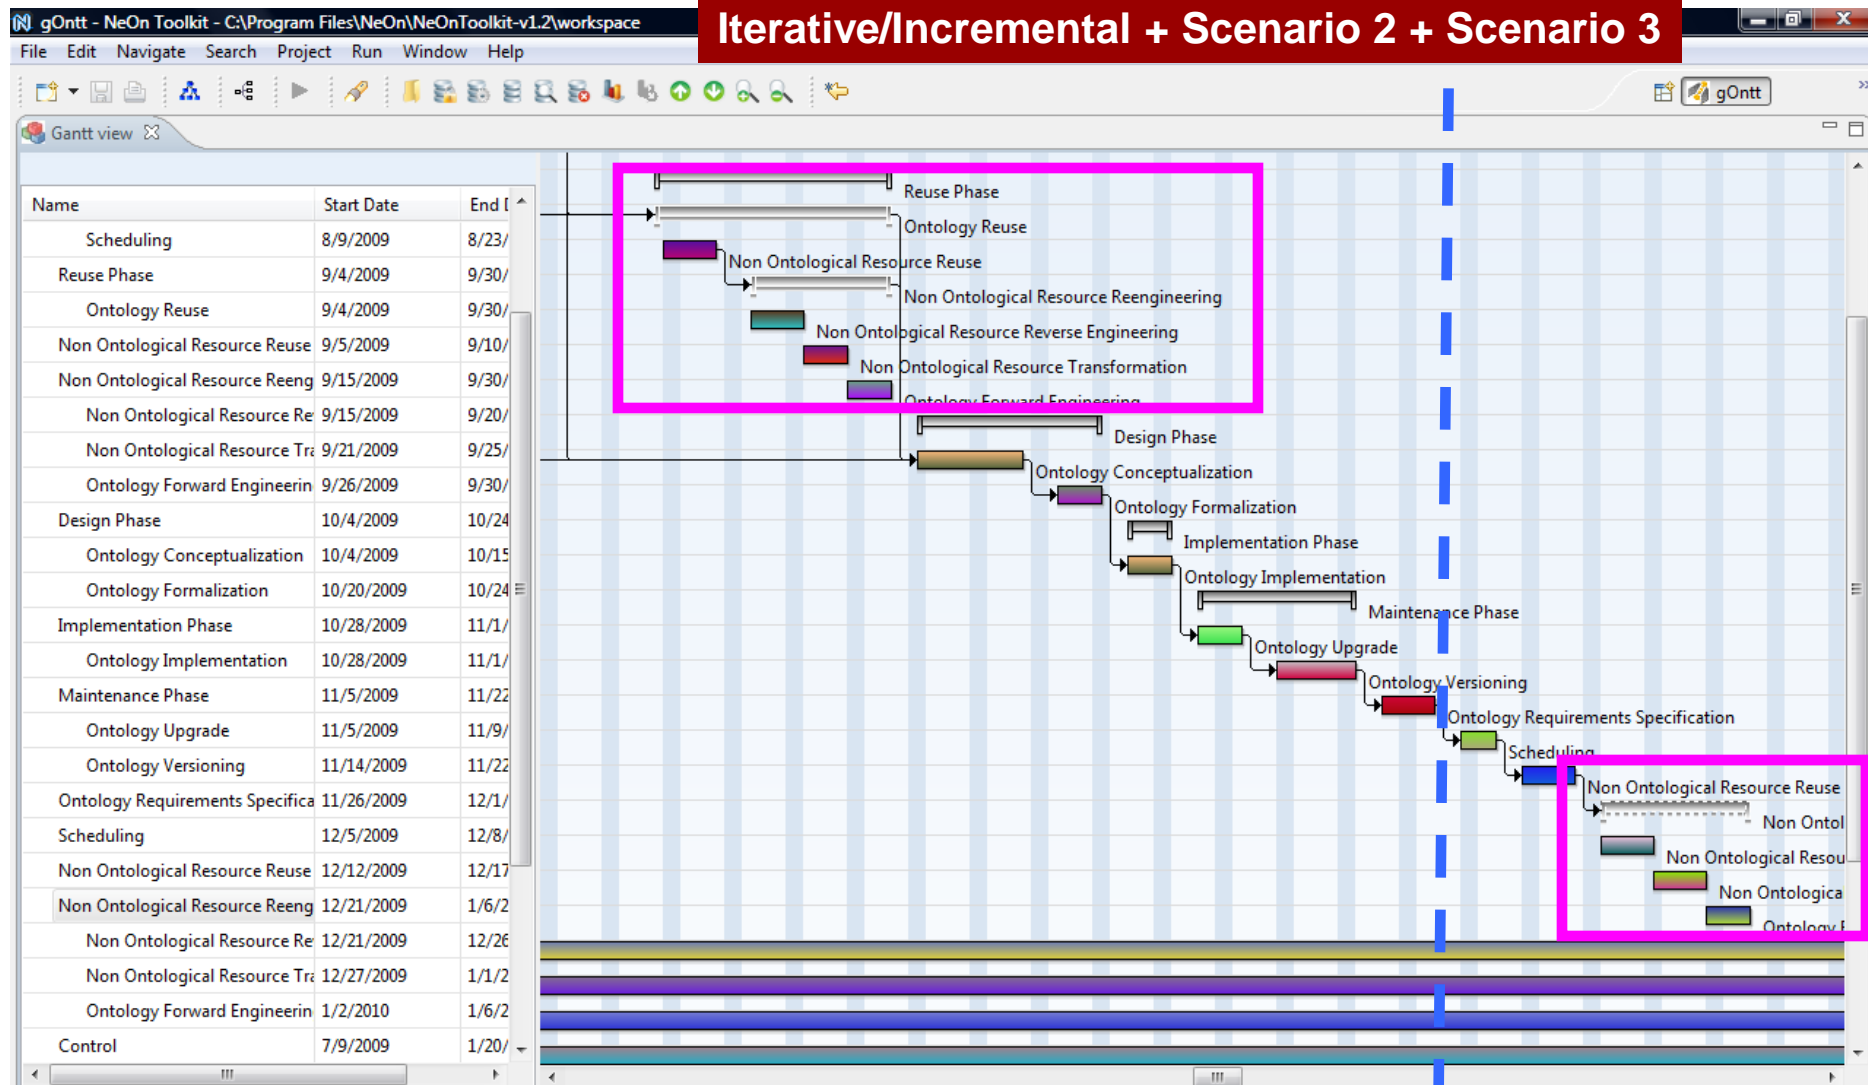 gOntt - NeOn Toolkit - C:\Program Files\NeOn\NeOnToolkit-v1.2\workspace
Iterative/Incremental + Scenario 2 + Scenario 3
File Edit Navigate Search Project Run Window Help
gOntt
Gantt view
Name Start Date End D
Scheduling 8/9/2009 8/23/
Reuse Phase 9/4/2009 9/30/
Ontology Reuse 9/4/2009 9/30/
Non Ontological Resource Reuse 9/5/2009 9/10/
Non Ontological Resource Reeng 9/15/2009 9/30/
Non Ontological Resource Re 9/15/2009 9/20/
Non Ontological Resource Tra 9/21/2009 9/25/
Ontology Forward Engineerin 9/26/2009 9/30/
Design Phase 10/4/2009 10/24
Ontology Conceptualization 10/4/2009 10/15
Ontology Formalization 10/20/2009 10/24
Implementation Phase 10/28/2009 11/1/
Ontology Implementation 10/28/2009 11/1/
Maintenance Phase 11/5/2009 11/22
Ontology Upgrade 11/5/2009 11/9/
Ontology Versioning 11/14/2009 11/22
Ontology Requirements Specifica 11/26/2009 12/1/
Scheduling 12/5/2009 12/8/
Non Ontological Resource Reuse 12/12/2009 12/17
Non Ontological Resource Reeng 12/21/2009 1/6/2
Non Ontological Resource Re 12/21/2009 12/26
Non Ontological Resource Tra 12/27/2009 1/1/2
Ontology Forward Engineerin 1/2/2010 1/6/2
Control 7/9/2009 1/20/
Reuse Phase
Ontology Reuse
Non Ontological Resource Reuse
Non Ontological Resource Reengineering
Non Ontological Resource Reverse Engineering
Non Ontological Resource Transformation
Ontology Forward Engineering
Design Phase
Ontology Conceptualization
Ontology Formalization
Implementation Phase
Ontology Implementation
Maintenance Phase
Ontology Upgrade
Ontology Versioning
Ontology Requirements Specification
Scheduling
Non Ontological Resource Reuse
Non Ontol
Non Ontological Resou
Non Ontologica
Ontology F